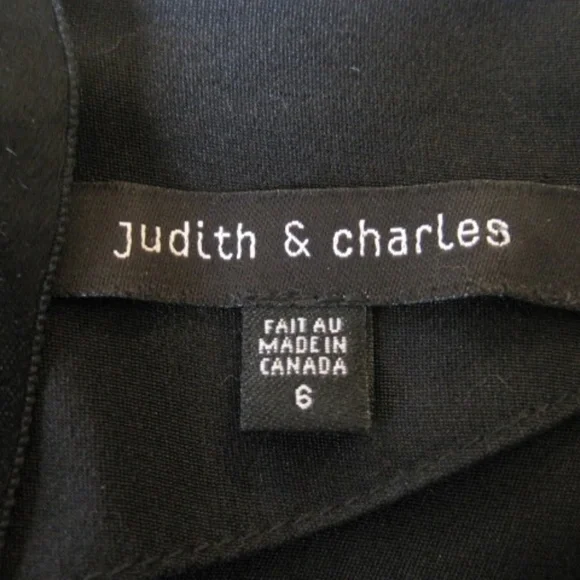 Judith & charles
FAIT AU
MADE IN
CANADA
6